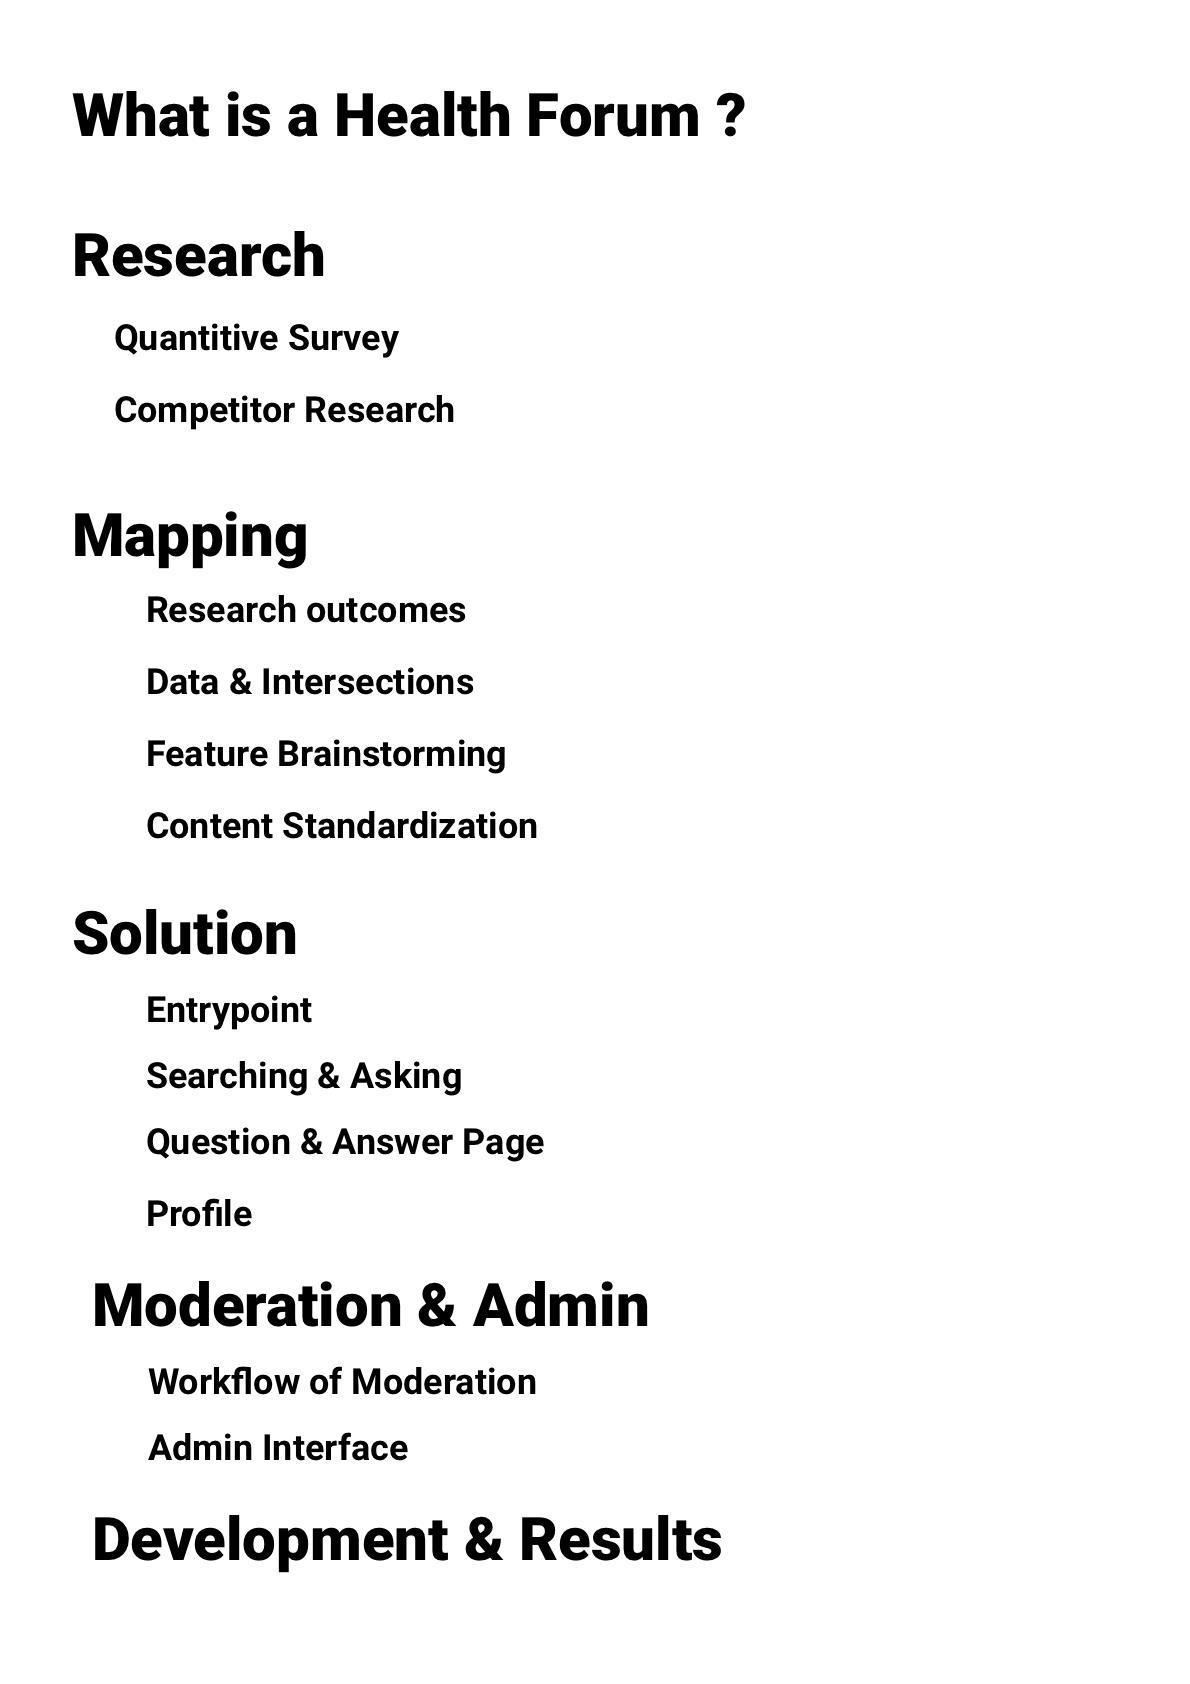 What is a Health Forum ?
Research
Quantitive Survey
Competitor Research
Mapping
Research outcomes
Data & Intersections
Feature Brainstorming
Content Standardization
Solution
Entrypoint
Searching & Asking
Question & Answer Page
Profile
Moderation & Admin
Workflow of Moderation
Admin Interface
Development & Results